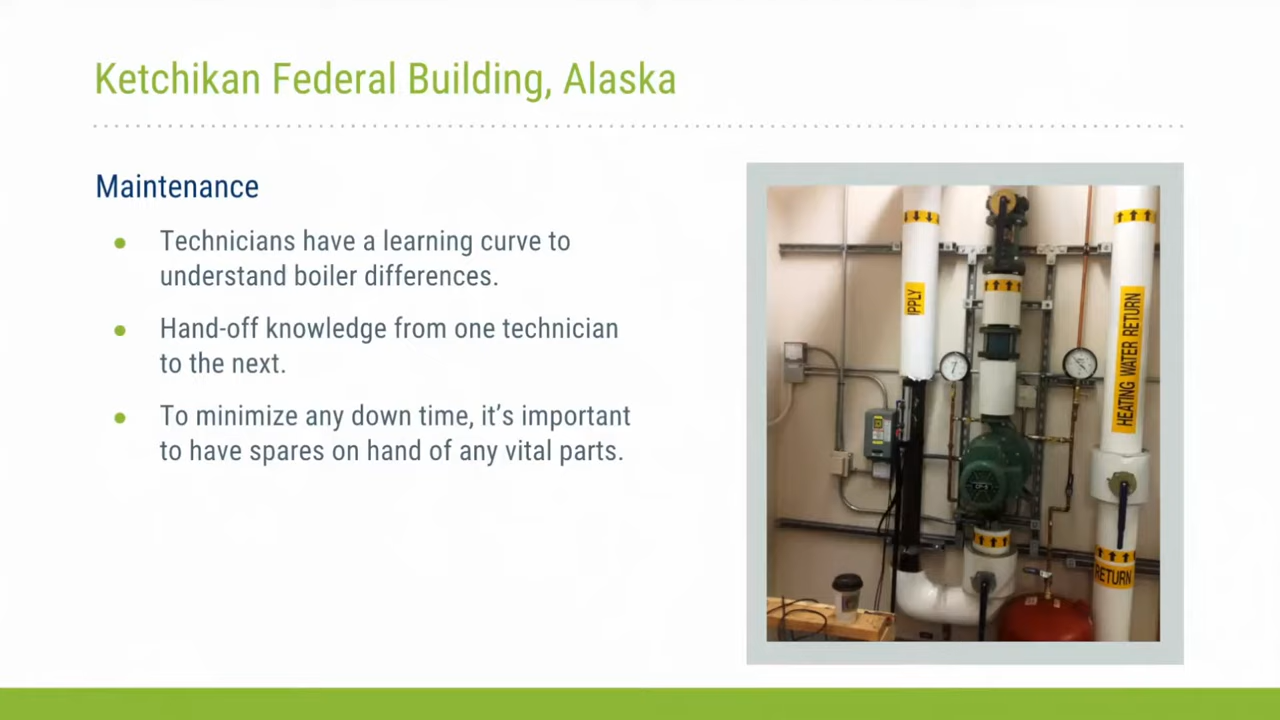 Ketchikan Federal Building, Alaska
Maintenance
Technicians have a learning curve to
understand boiler differences.
Hand-off knowledge from one technician
to the next.
To minimize any down time, it's important
to have spares on hand of any vital parts.
PPLY
HEATING WATER RETURN
RETURN